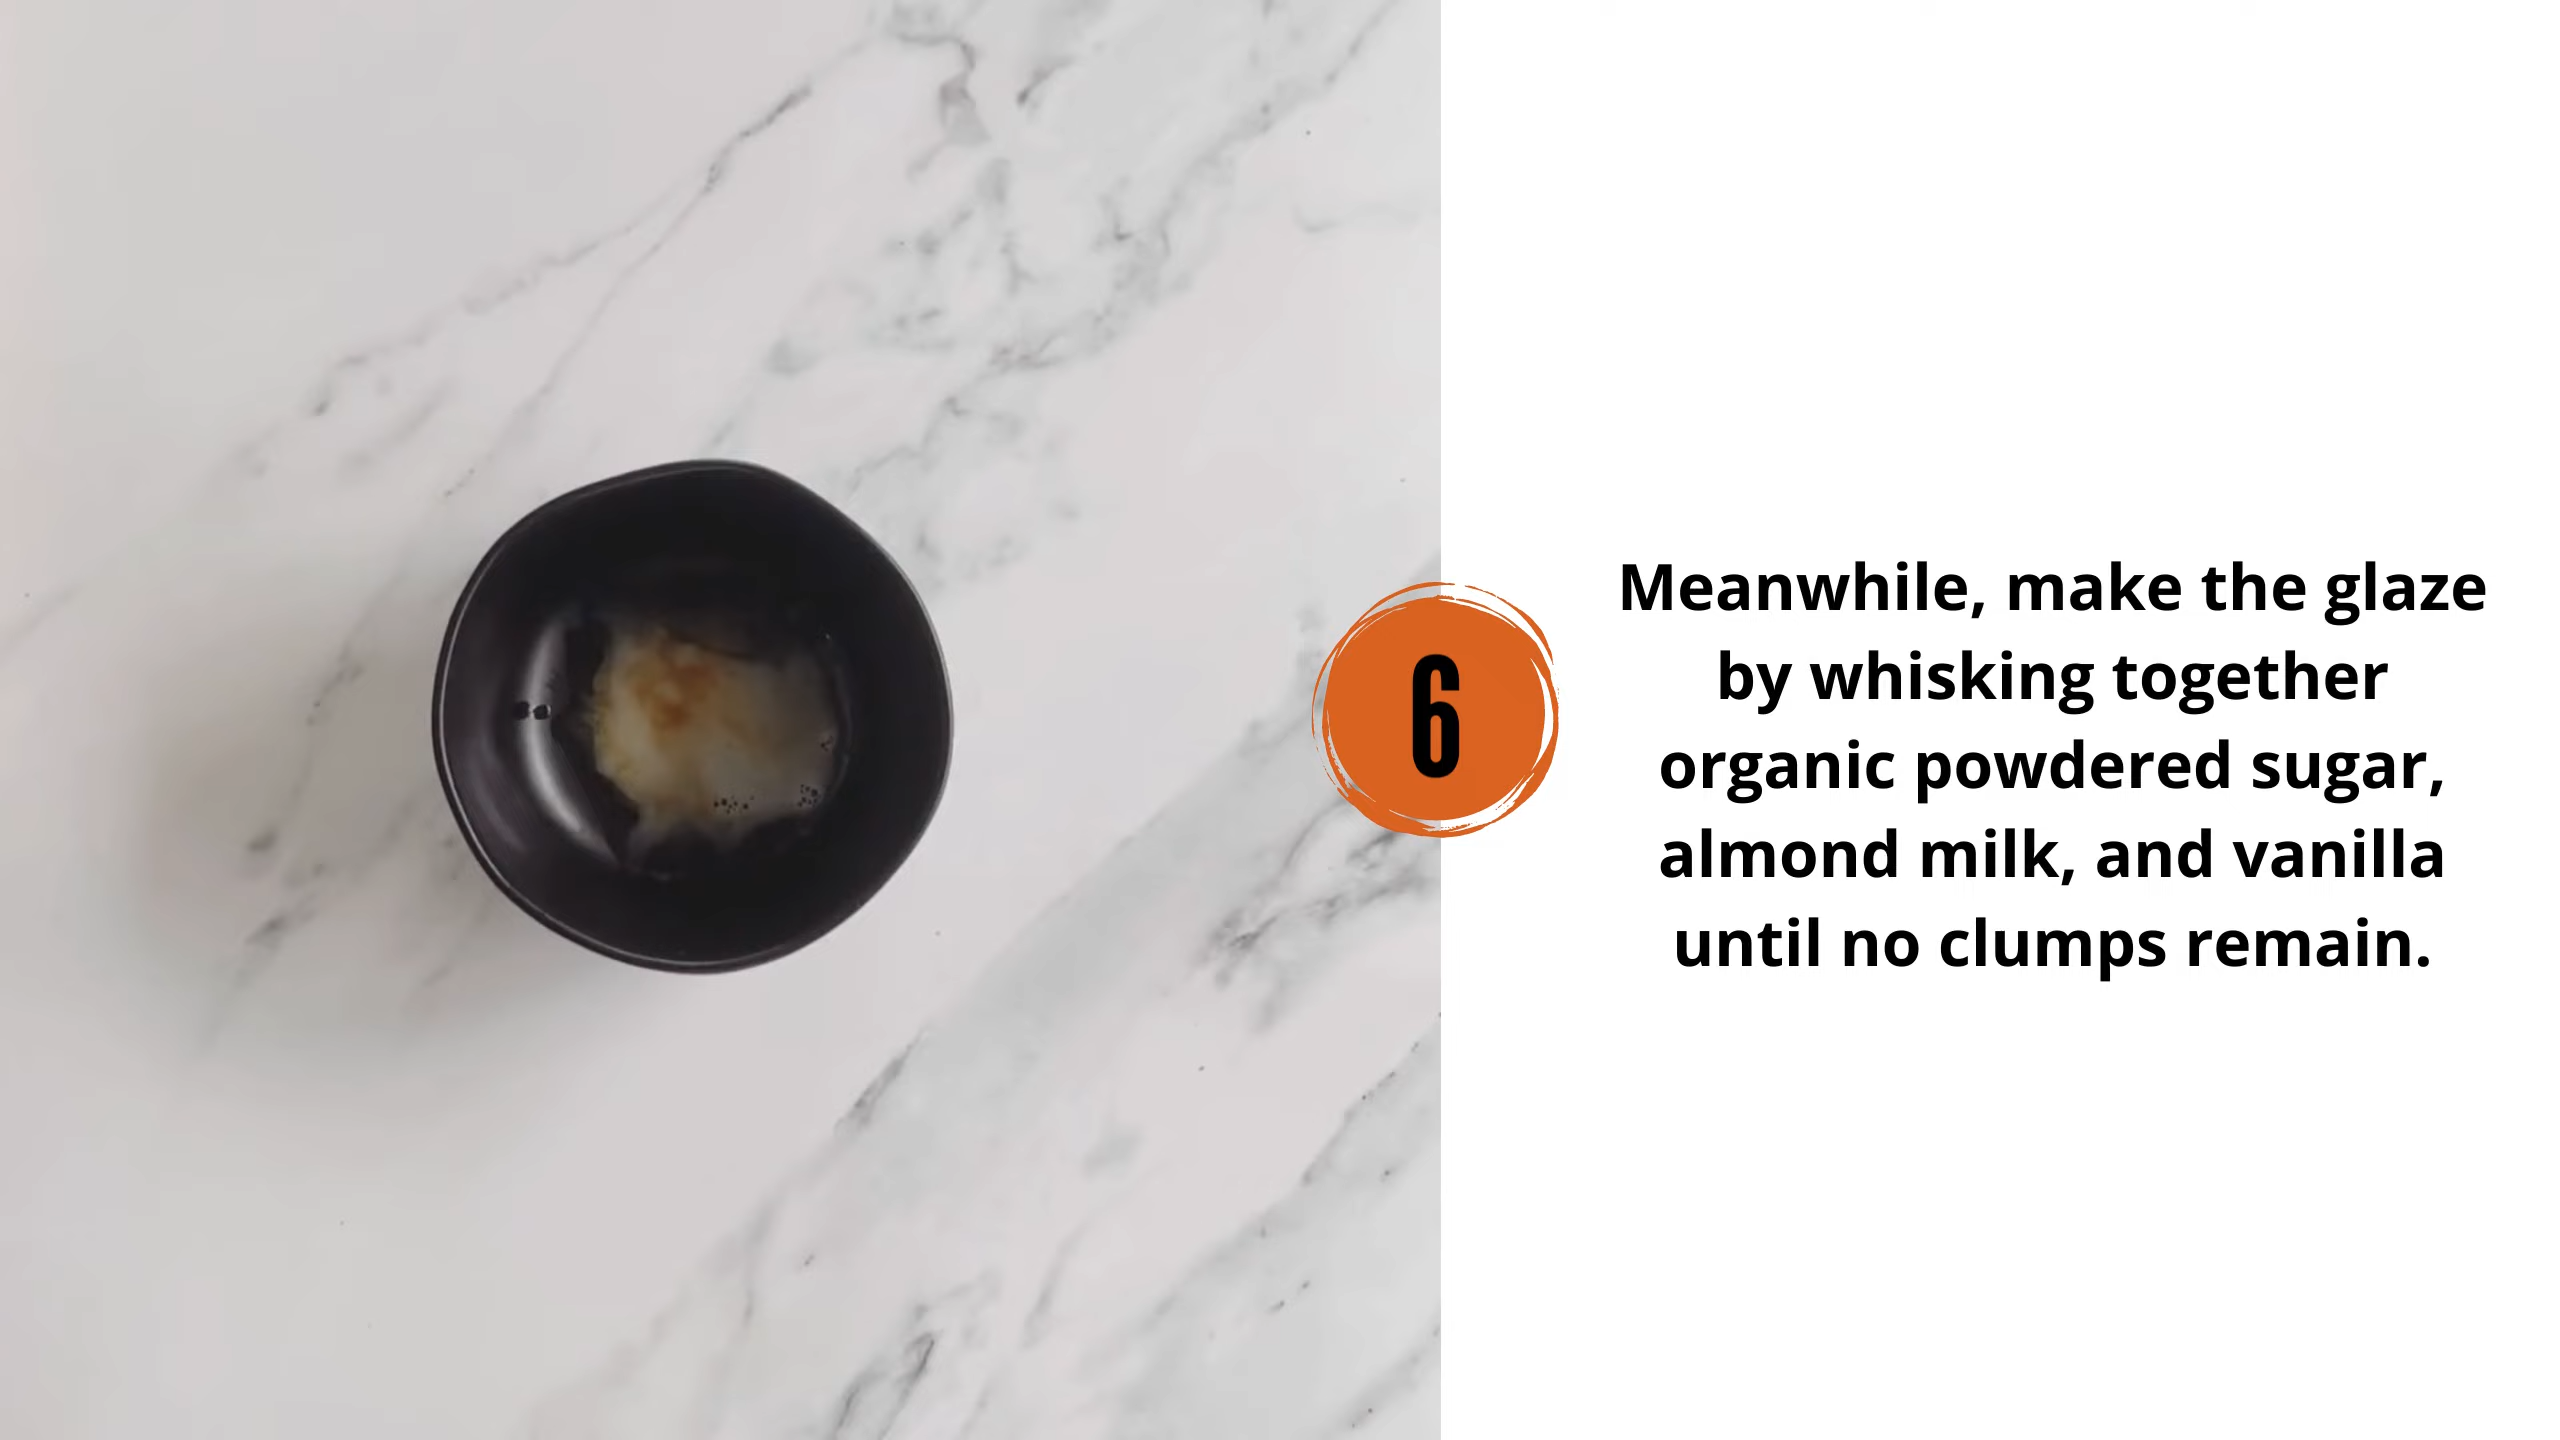 6
Meanwhile, make the glaze
by whisking together
organic powdered sugar,
almond milk, and vanilla
until no clumps remain.